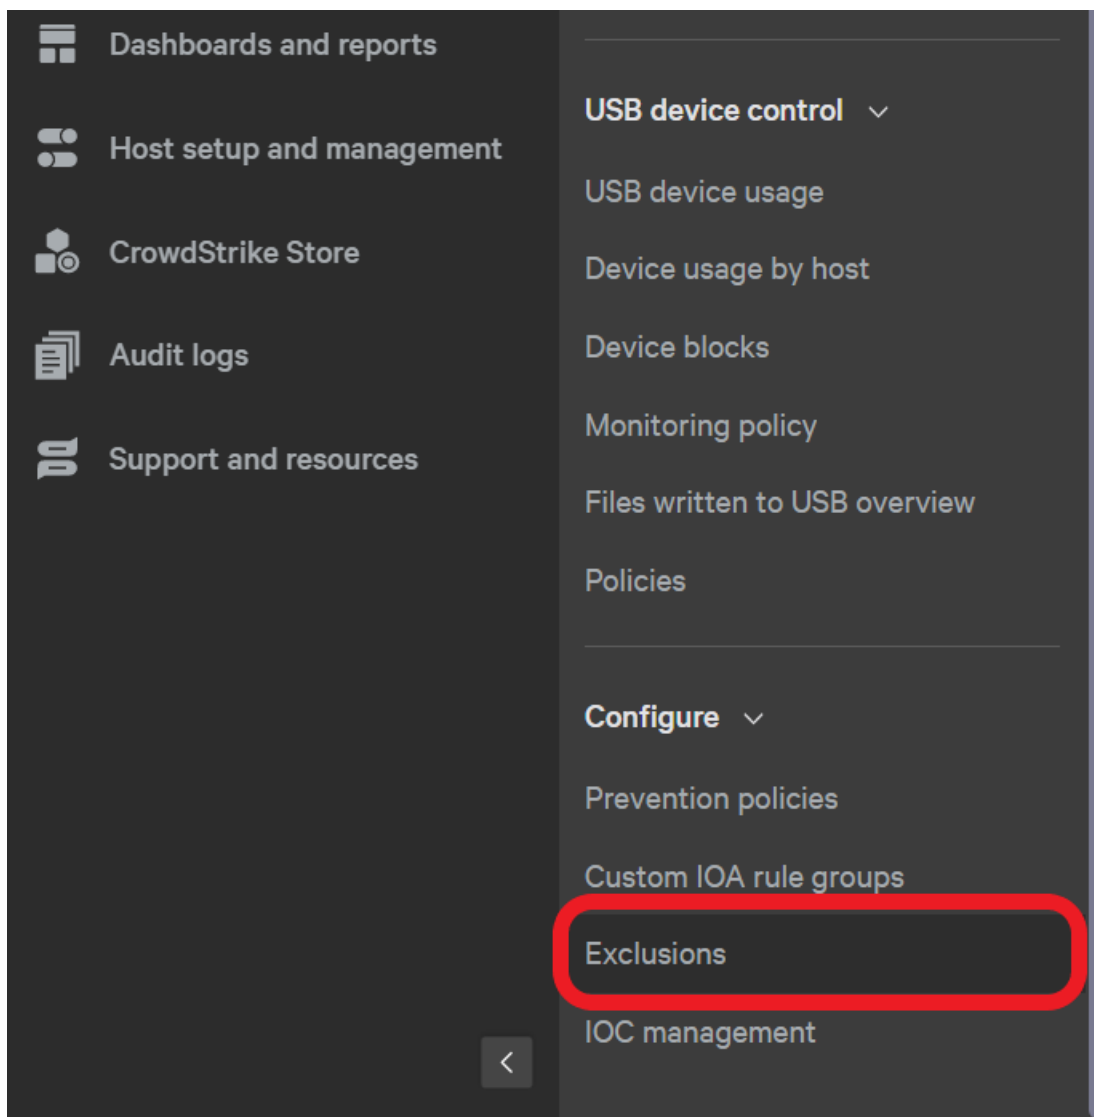 Dashboards and reports
Host setup and management
CrowdStrike Store
Audit logs
Support and resources
USB device control
USB device usage
Device usage by host
Device blocks
Monitoring policy
Files written to USB overview
Policies
Configure
Prevention policies
Custom IOA rule groups
Exclusions
IOC management